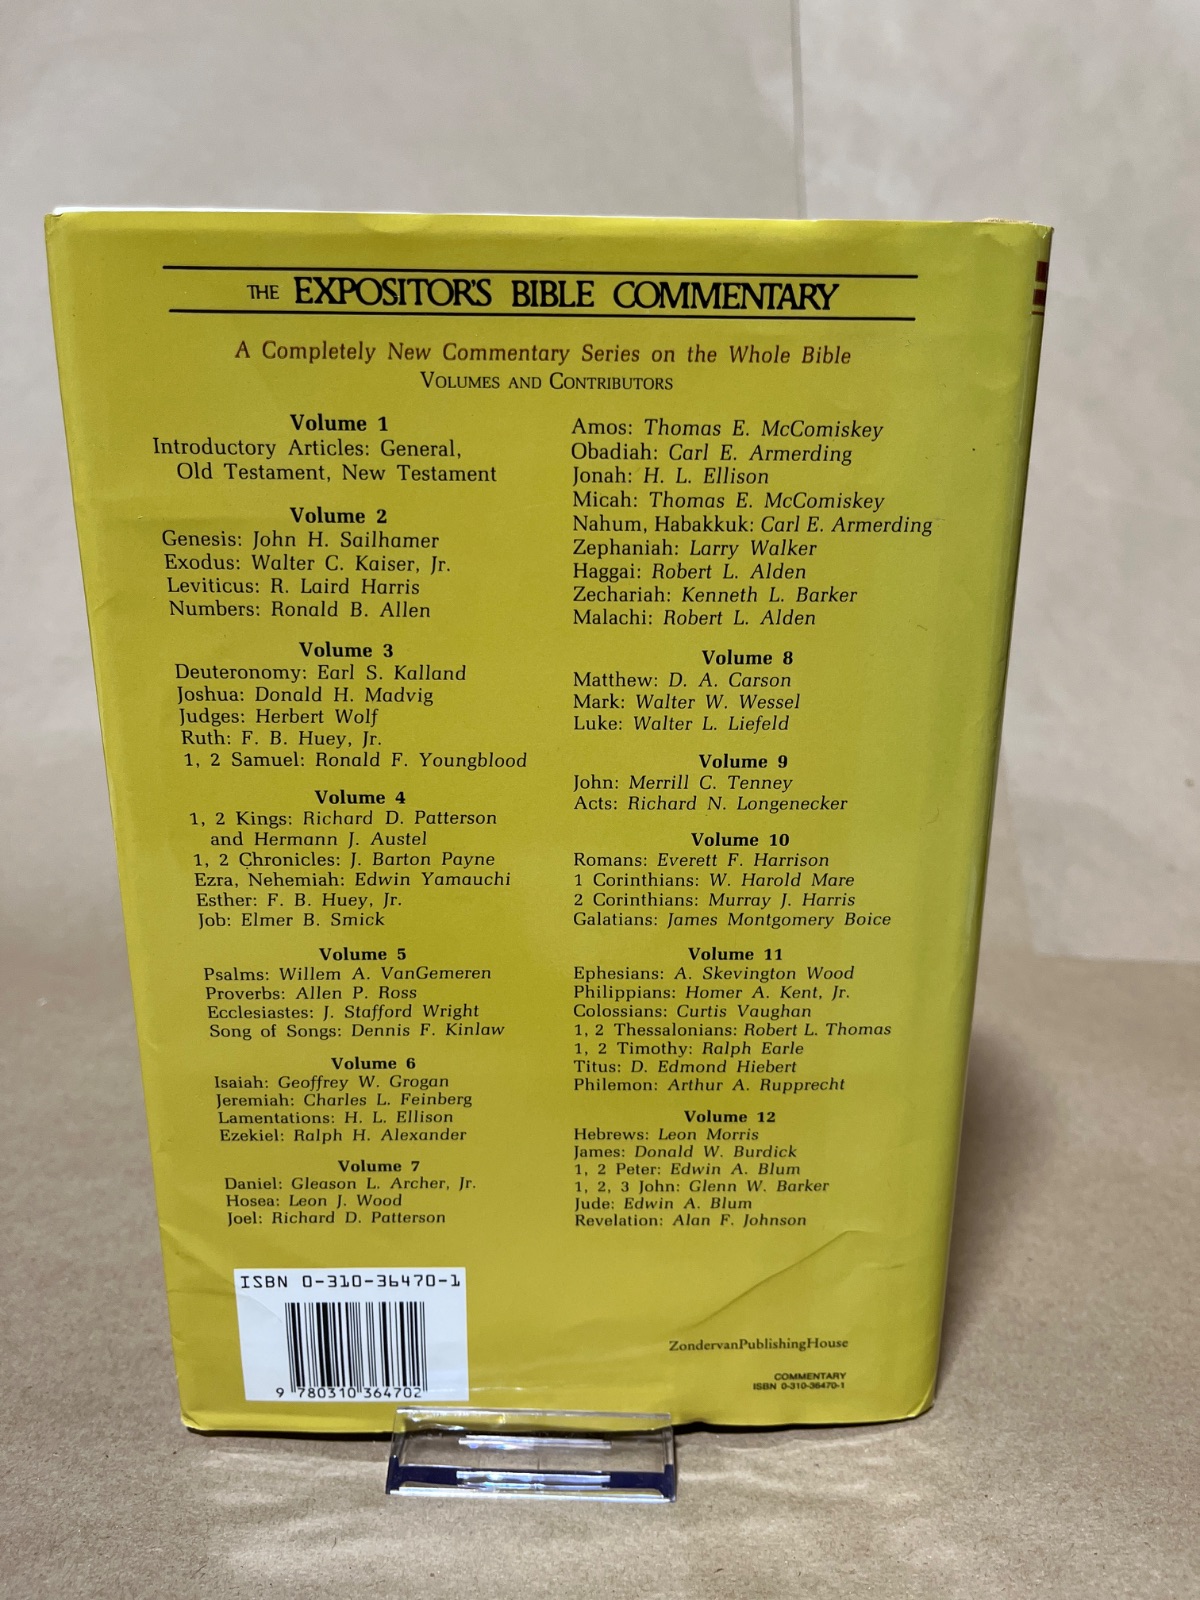 THE EXPOSITOR'S BIBLE COMMENTARY
A Completely New Commentary Series on the Whole Bible
VOLUMES AND CONTRIBUTORS
Volume 1
Introductory Articles: General,
Old Testament, New Testament
Volume 2
Genesis: John H. Sailhamer
Exodus: Walter C. Kaiser, Jr.
Leviticus: R. Laird Harris
Numbers: Ronald B. Allen
Volume 3
Deuteronomy: Earl S. Kalland
Joshua: Donald H. Madvig
Judges: Herbert Wolf
Ruth: F. B. Huey, Jr.
1, 2 Samuel: Ronald F. Youngblood
Volume 4
1, 2 Kings: Richard D. Patterson
and Hermann J. Austel
1, 2 Chronicles: J. Barton Payne
Ezra, Nehemiah: Edwin Yamauchi
Esther: F. B. Huey, Jr.
Job: Elmer B. Smick
Volume 5
Psalms: Willem A. VanGemeren
Proverbs: Allen P. Ross
Ecclesiastes: J. Stafford Wright
Song of Songs: Dennis F. Kinlaw
Volume 6
Isaiah: Geoffrey W. Grogan
Jeremiah: Charles L. Feinberg
Lamentations: H. L. Ellison
Ezekiel: Ralph H. Alexander
Volume 7
Daniel: Gleason L. Archer, Jr.
Hosea: Leon J. Wood
Joel: Richard D. Patterson
Amos: Thomas E. McComiskey
Obadiah: Carl E. Armerding
Jonah: H. L. Ellison
Micah: Thomas E. McComiskey
Nahum, Habakkuk: Carl E. Armerding
Zephaniah: Larry Walker
Haggai: Robert L. Alden
Zechariah: Kenneth L. Barker
Malachi: Robert L. Alden
Volume 8
Matthew: D. A. Carson
Mark: Walter W. Wessel
Luke: Walter L. Liefeld
Volume 9
John: Merrill C. Tenney
Acts: Richard N. Longenecker
Volume 10
Romans: Everett F. Harrison
1 Corinthians: W. Harold Mare
2 Corinthians: Murray J. Harris
Galatians: James Montgomery Boice
Volume 11
Ephesians: A. Skevington Wood
Philippians: Homer A. Kent, Jr.
Colossians: Curtis Vaughan
1, 2 Thessalonians: Robert L. Thomas
1, 2 Timothy: Ralph Earle
Titus: D. Edmond Hiebert
Philemon: Arthur A. Rupprecht
Volume 12
Hebrews: Leon Morris
James: Donald W. Burdick
1, 2 Peter: Edwin A. Blum
1, 2, 3 John: Glenn W. Barker
Jude: Edwin A. Blum
Revelation: Alan F. Johnson
ISBN 0-310-36470-1
9 780310 364702
ZondervanPublishingHouse
COMMENTARY
ISBN 0-310-36470-1